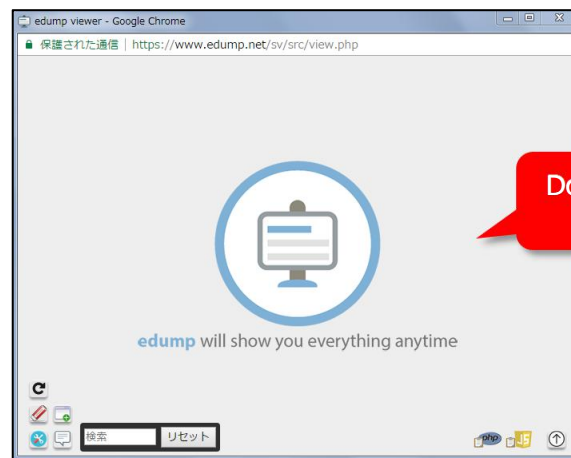 edump viewer - Google Chrome
保護された通信 | https://www.edump.net/sv/src/view.php
Do
edump will show you everything anytime
検索 リセット
php JS